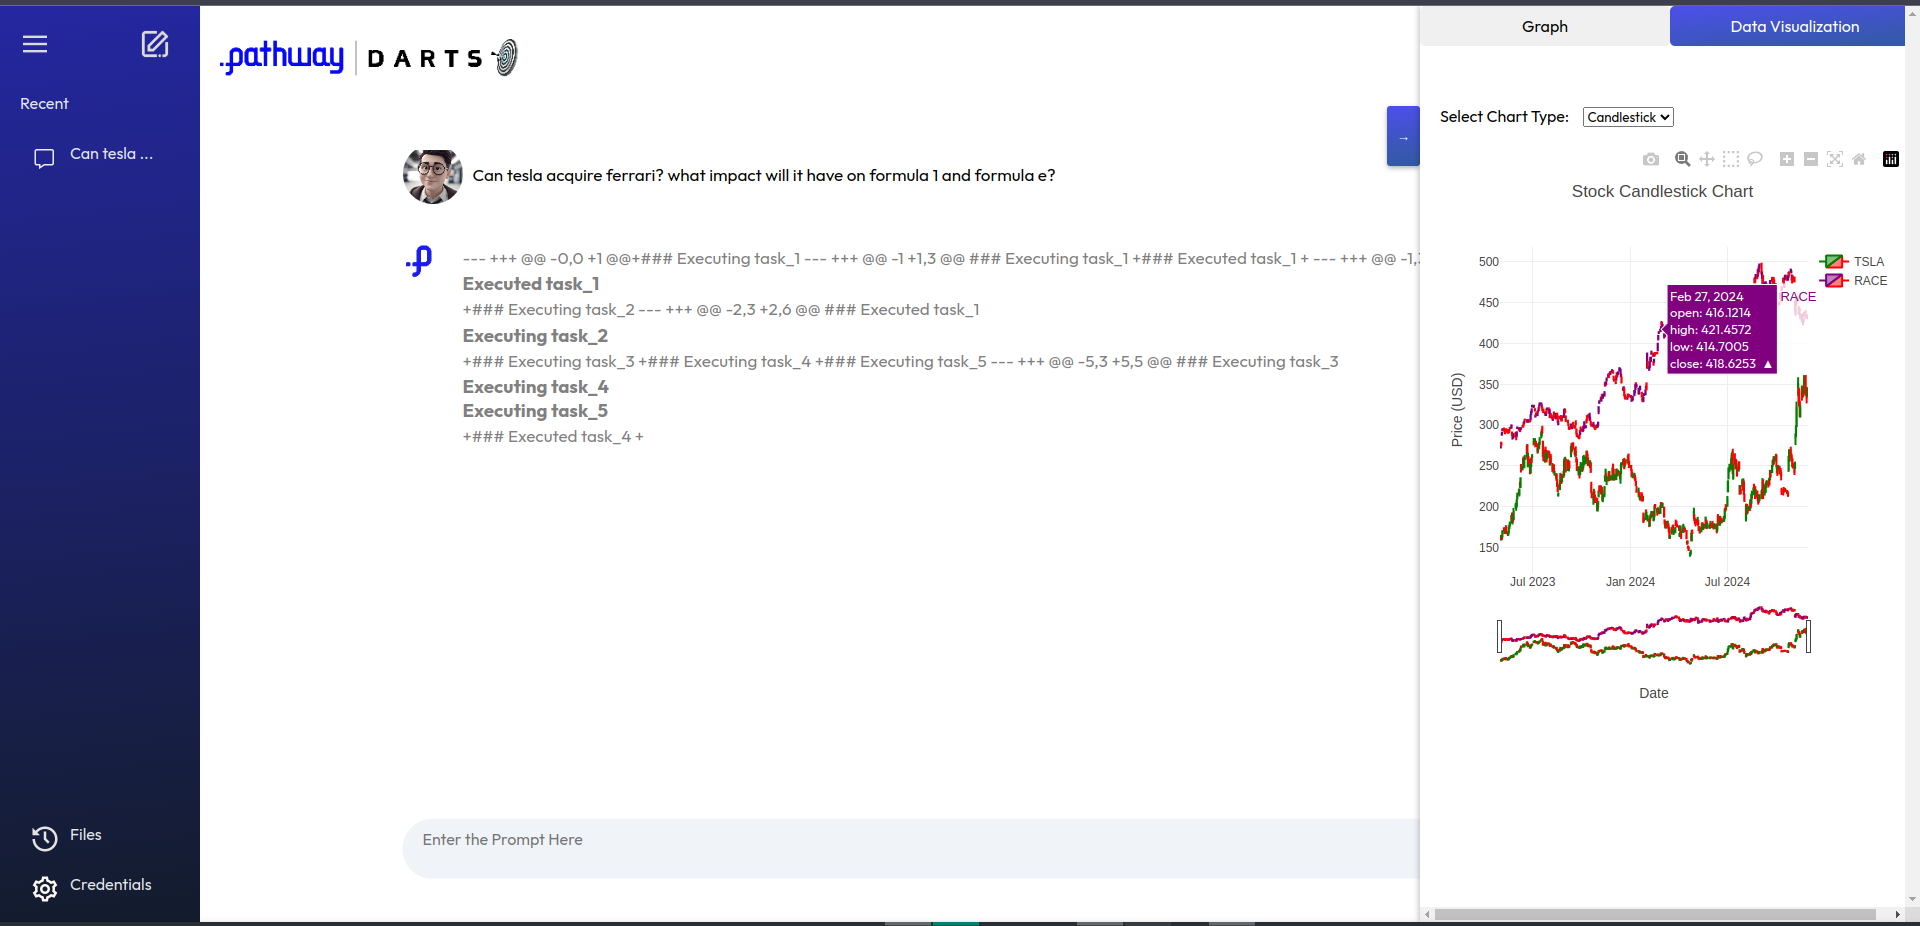 Recent
Can tesla ...
Files
Credentials
.pathway | DARTS
Can tesla acquire ferrari? what impact will it have on formula 1 and formula e?
--- +++ @@ -0,0 +1 @@+### Executing task_1 --- +++ @@ -1 +1,3 @@ ### Executing task_1 +### Executed task_1 + --- +++ @@ -1,
Executed task_1
+### Executing task_2 --- +++ @@ -2,3 +2,6 @@ ### Executed task_1
Executing task_2
+### Executing task_3 +### Executing task_4 +### Executing task_5 --- +++ @@ -5,3 +5,5 @@ ### Executing task_3
Executing task_4
Executing task_5
+### Executed task_4 +
Enter the Prompt Here
→
Graph
Data Visualization
Select Chart Type: Candlestick
Stock Candlestick Chart
500
450
400
350
300
250
200
150
Price (USD)
TSLA
RACE
Feb 27, 2024
open: 416.1214
high: 421.4572
low: 414.7005
close: 418.6253 ▲
RACE
Jul 2023
Jan 2024
Jul 2024
Date